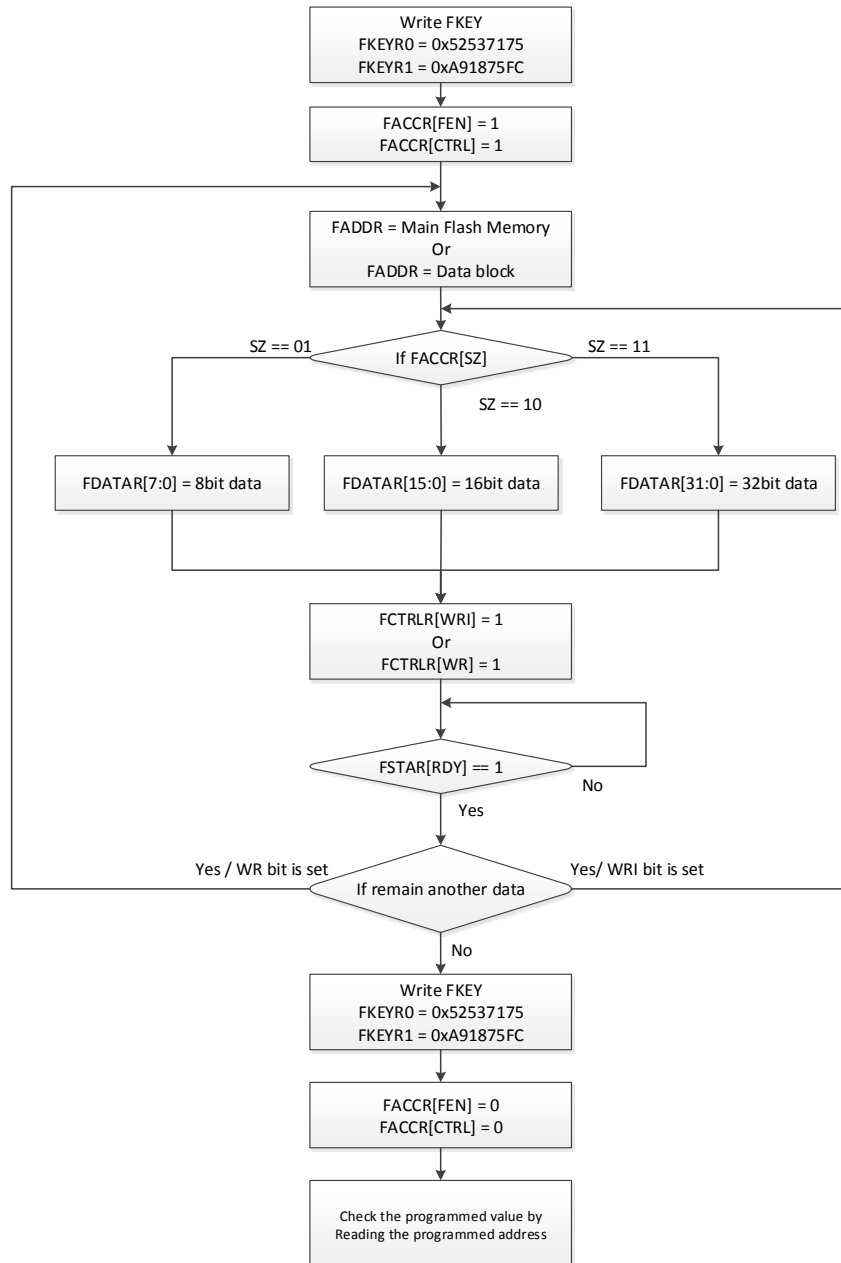 Write FKEY
FKEYR0 = 0x52537175
FKEYR1 = 0xA91875FC
FACCR[FEN] = 1
FACCR[CTRL] = 1
FADDR = Main Flash Memory
Or
FADDR = Data block
If FACCR[SZ]
SZ == 01
SZ == 10
SZ == 11
FDATAR[7:0] = 8bit data
FDATAR[15:0] = 16bit data
FDATAR[31:0] = 32bit data
FCTRLR[WRI] = 1
Or
FCTRLR[WR] = 1
FSTAR[RDY] == 1
No
Yes
Yes / WR bit is set
If remain another data
Yes/ WRI bit is set
No
Write FKEY
FKEYR0 = 0x52537175
FKEYR1 = 0xA91875FC
FACCR[FEN] = 0
FACCR[CTRL] = 0
Check the programmed value by
Reading the programmed address